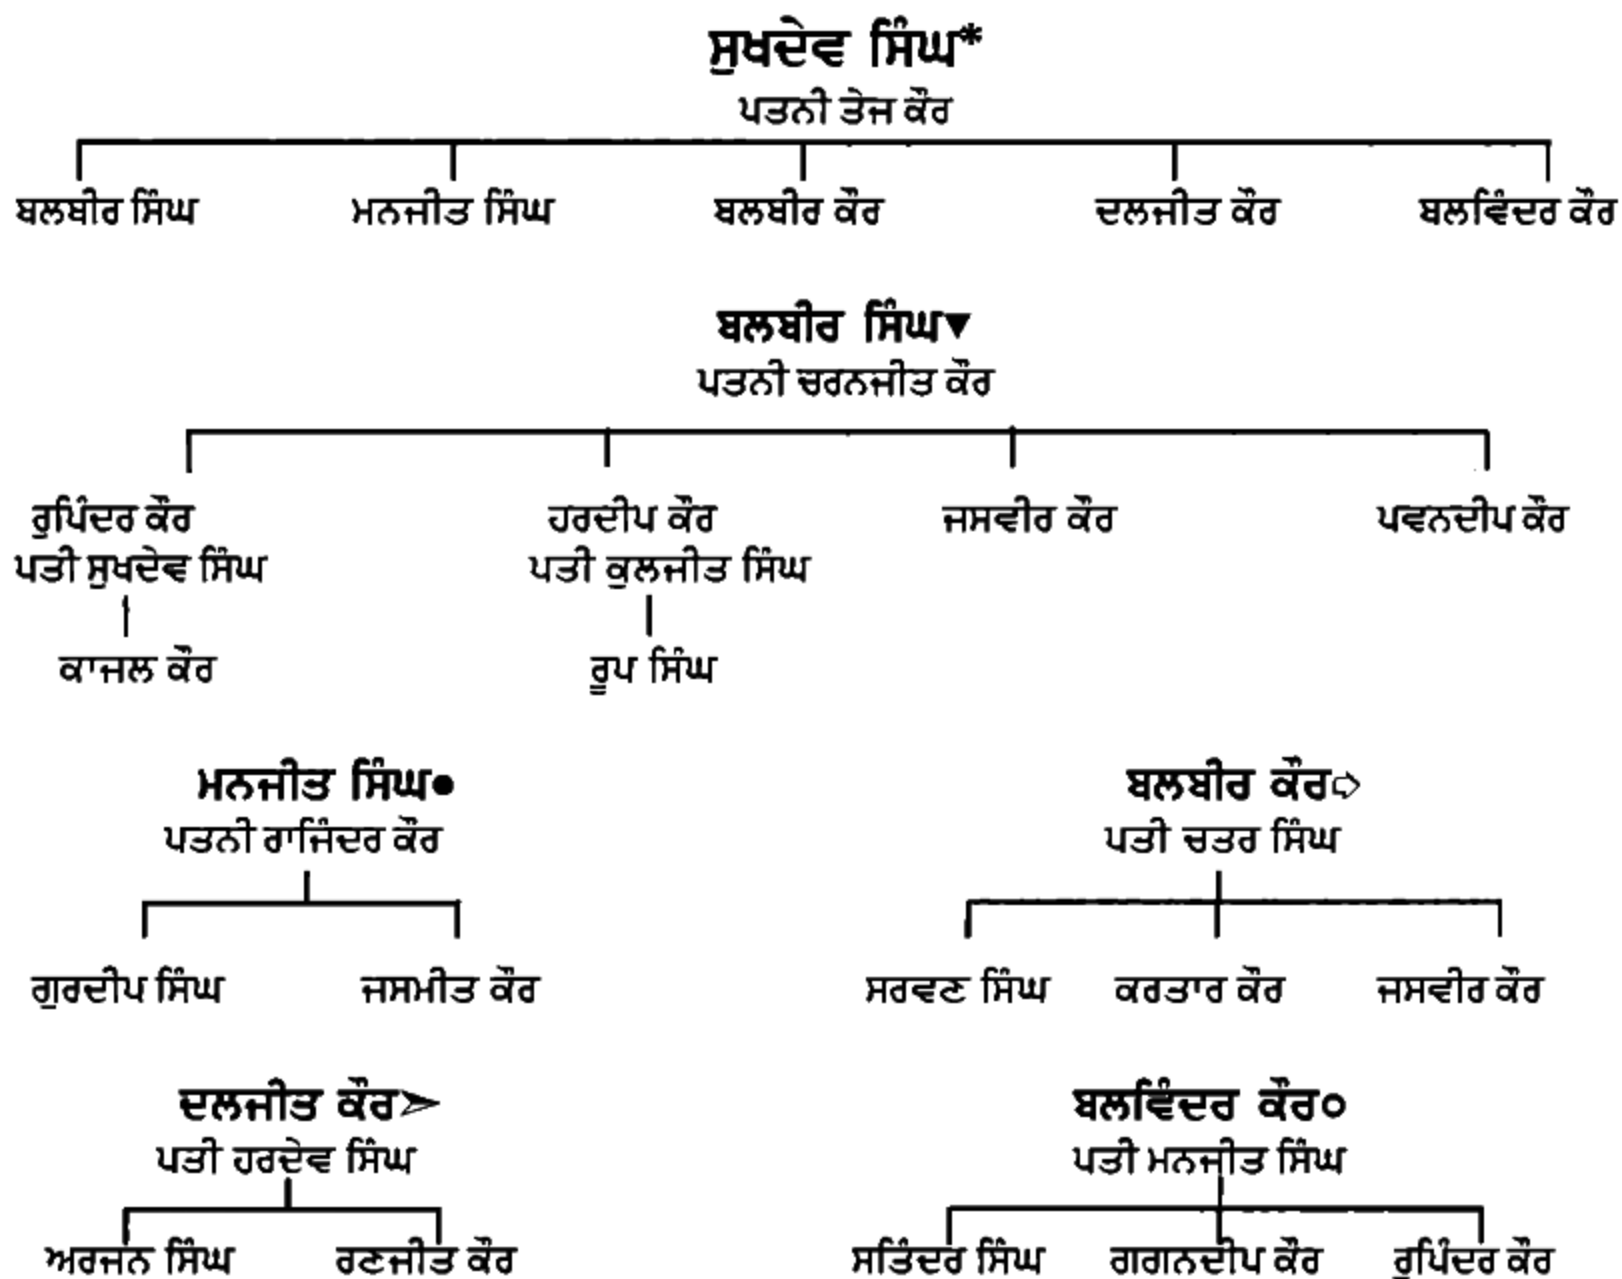 ਸੁਖਦੇਵ ਸਿੰਘ*
ਪਤਨੀ ਤੇਜ ਕੌਰ
ਬਲਬੀਰ ਸਿੰਘ ਮਨਜੀਤ ਸਿੰਘ ਬਲਬੀਰ ਕੌਰ ਦਲਜੀਤ ਕੌਰ ਬਲਵਿੰਦਰ ਕੌਰ
ਬਲਬੀਰ ਸਿੰਘ▼
ਪਤਨੀ ਚਰਨਜੀਤ ਕੌਰ
ਰੁਪਿੰਦਰ ਕੌਰ ਹਰਦੀਪ ਕੌਰ ਜਸਵੀਰ ਕੌਰ ਪਵਨਦੀਪ ਕੌਰ
ਪਤੀ ਸੁਖਦੇਵ ਸਿੰਘ ਪਤੀ ਕੁਲਜੀਤ ਸਿੰਘ
ਕਾਜਲ ਕੌਰ ਰੂਪ ਸਿੰਘ
ਮਨਜੀਤ ਸਿੰਘ● ਬਲਬੀਰ ਕੌਰ➪
ਪਤਨੀ ਰਾਜਿੰਦਰ ਕੌਰ ਪਤੀ ਚਤਰ ਸਿੰਘ
ਗੁਰਦੀਪ ਸਿੰਘ ਜਸਮੀਤ ਕੌਰ ਸਰਵਣ ਸਿੰਘ ਕਰਤਾਰ ਕੌਰ ਜਸਵੀਰ ਕੌਰ
ਦਲਜੀਤ ਕੌਰ➢ ਬਲਵਿੰਦਰ ਕੌਰ○
ਪਤੀ ਹਰਦੇਵ ਸਿੰਘ ਪਤੀ ਮਨਜੀਤ ਸਿੰਘ
ਅਰਜਨ ਸਿੰਘ ਰਣਜੀਤ ਕੌਰ ਸਤਿੰਦਰ ਸਿੰਘ ਗਗਨਦੀਪ ਕੌਰ ਰੁਪਿੰਦਰ ਕੌਰ